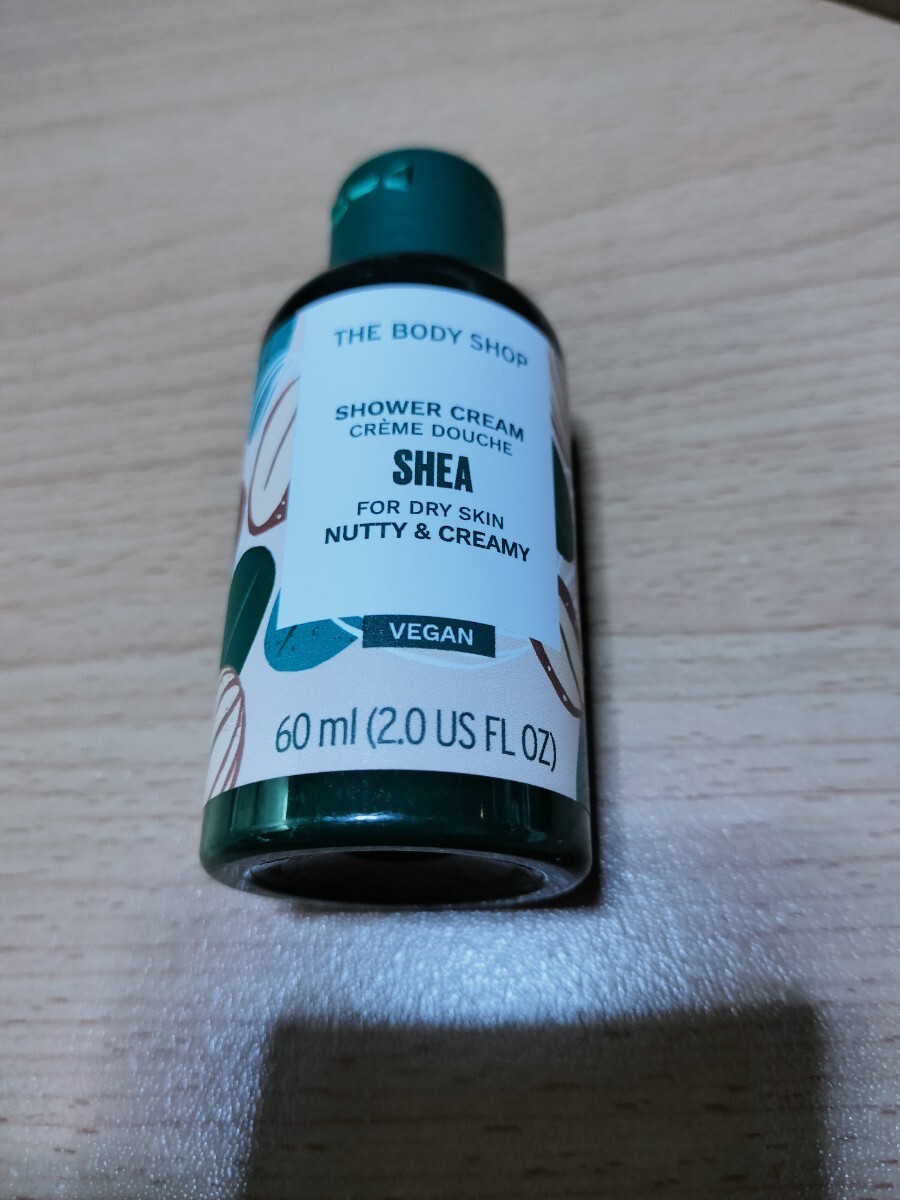 THE BODY SHOP
SHOWER CREAM
CRÈME DOUCHE
SHEA
FOR DRY SKIN
NUTTY & CREAMY
VEGAN
60 ml (2.0 US FL OZ)